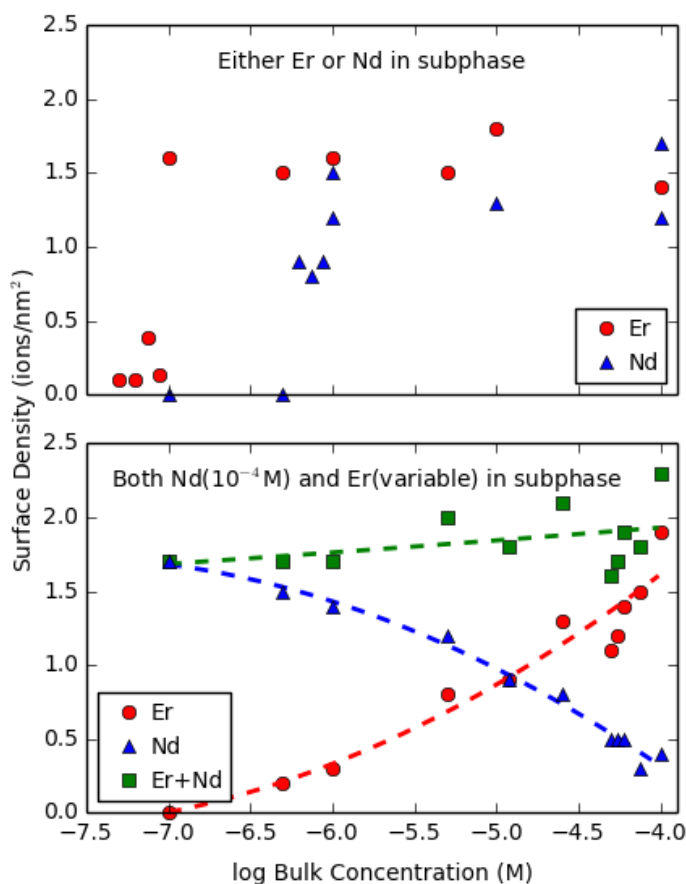 2.5
Either Er or Nd in subphase
2.0
1.5
1.0
0.5
0.0
Er
Nd
Surface Density (ions/nm²)
2.5
Both Nd(10⁻⁴M) and Er(variable) in subphase
2.0
1.5
1.0
0.5
0.0
Er
Nd
Er+Nd
−7.5 −7.0 −6.5 −6.0 −5.5 −5.0 −4.5 −4.0
log Bulk Concentration (M)